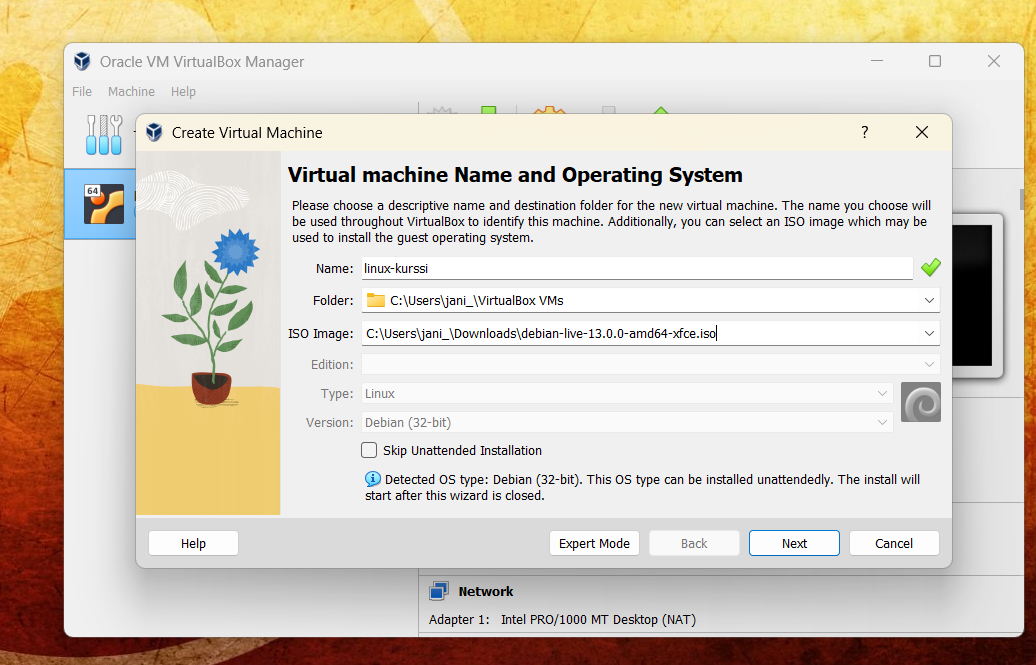 Oracle VM VirtualBox Manager
File Machine Help
Create Virtual Machine
?
64
Virtual machine Name and Operating System
Please choose a descriptive name and destination folder for the new virtual machine. The name you choose will
be used throughout VirtualBox to identify this machine. Additionally, you can select an ISO image which may be
used to install the guest operating system.
Name: linux-kurssi
Folder: C:\Users\jani_\VirtualBox VMs
ISO Image: C:\Users\jani_\Downloads\debian-live-13.0.0-amd64-xfce.iso
Edition:
Type: Linux
Version: Debian (32-bit)
Skip Unattended Installation
Detected OS type: Debian (32-bit). This OS type can be installed unattendedly. The install will
start after this wizard is closed.
Help Expert Mode Back Next Cancel
Network
Adapter 1: Intel PRO/1000 MT Desktop (NAT)